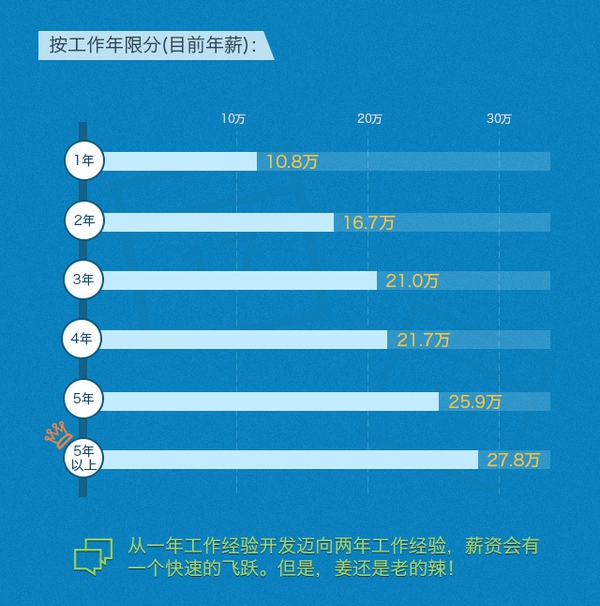 按工作年限分(目前年薪)：
10万 20万 30万
1年 10.8万
2年 16.7万
3年 21.0万
4年 21.7万
5年 25.9万
5年
以上 27.8万
从一年工作经验开发迈向两年工作经验，薪资会有
一个快速的飞跃。但是，姜还是老的辣！